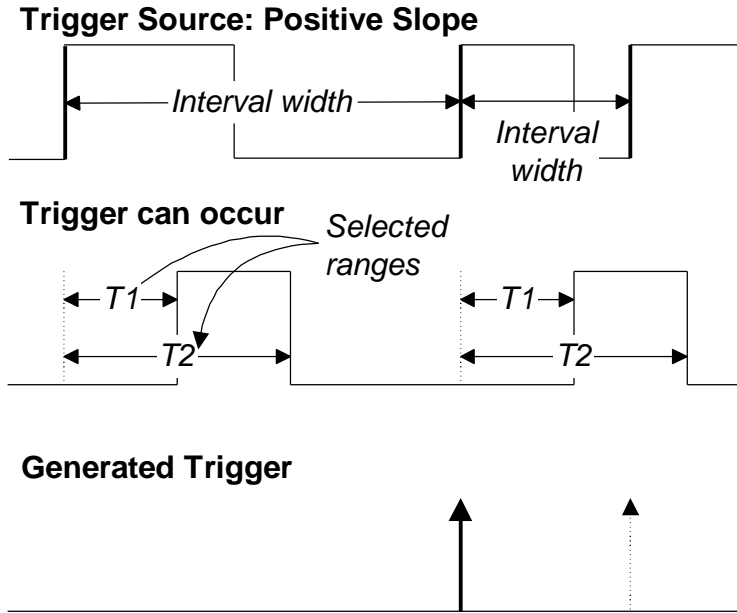 Trigger Source: Positive Slope
Interval width
Interval
width
Trigger can occur
Selected
ranges
T1
T1
T2
T2
Generated Trigger